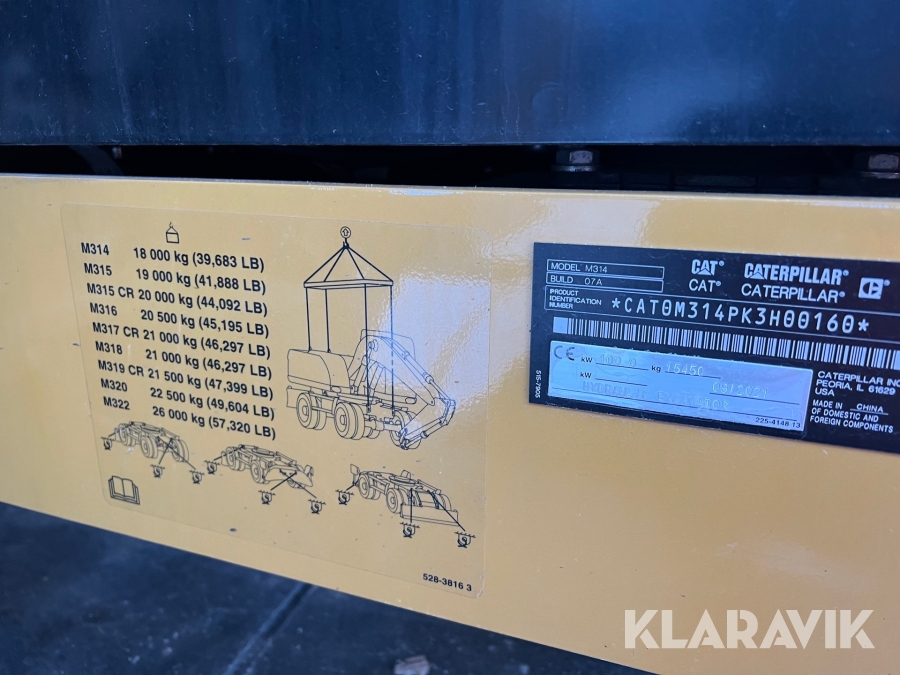 M314 18 000 kg (39,683 LB)
M315 19 000 kg (41,888 LB)
M315 CR 20 000 kg (44,092 LB)
M316 20 500 kg (45,195 LB)
M317 CR 21 000 kg (46,297 LB)
M318 21 000 kg (46,297 LB)
M319 CR 21 500 kg (47,399 LB)
M320 22 500 kg (49,604 LB)
M322 26 000 kg (57,320 LB)
528-3816 3
MODEL M314
BUILD 07A
PRODUCT
IDENTIFICATION
NUMBER
CAT® CATERPILLAR®
CAT® CATERPILLAR®
*CAT0M314PK3H00160*
CE kW kg 15450
kW
225-4148 13
515-7905
CATERPILLAR INC
PEORIA, IL 61629
USA
MADE IN CHINA
OF DOMESTIC AND
FOREIGN COMPONENTS
KLARAVIK